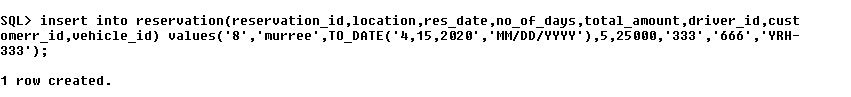 SQL> insert into reservation(reservation_id,location,res_date,no_of_days,total_amount,driver_id,cust
omerr_id,vehicle_id) values('8','murree',TO_DATE('4,15,2020','MM/DD/YYYY'),5,25000,'333','666','YRH-
333');
1 row created.